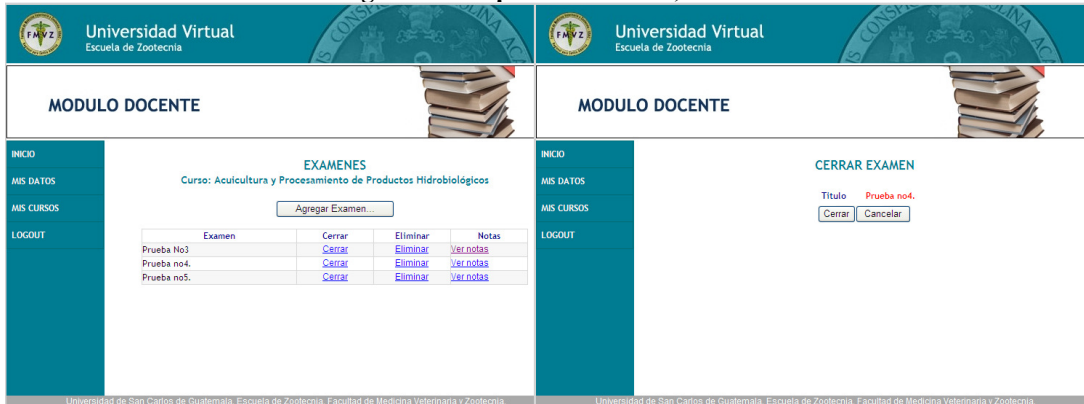 FMVZ
Universidad Virtual
Escuela de Zootecnia
MODULO DOCENTE
INICIO
MIS DATOS
MIS CURSOS
LOGOUT
EXAMENES
Curso: Acuicultura y Procesamiento de Productos Hidrobiológicos
Agregar Examen...
Examen Cerrar Eliminar Notas
Prueba No3 Cerrar Eliminar Ver notas
Prueba no4. Cerrar Eliminar Ver notas
Prueba no5. Cerrar Eliminar Ver notas
Universidad de San Carlos de Guatemala. Escuela de Zootecnia. Facultad de Medicina Veterinaria y Zootecnia
FMVZ
Universidad Virtual
Escuela de Zootecnia
MODULO DOCENTE
INICIO
MIS DATOS
MIS CURSOS
LOGOUT
CERRAR EXAMEN
Titulo Prueba no4.
Cerrar Cancelar
Universidad de San Carlos de Guatemala. Escuela de Zootecnia. Facultad de Medicina Veterinaria y Zootecnia